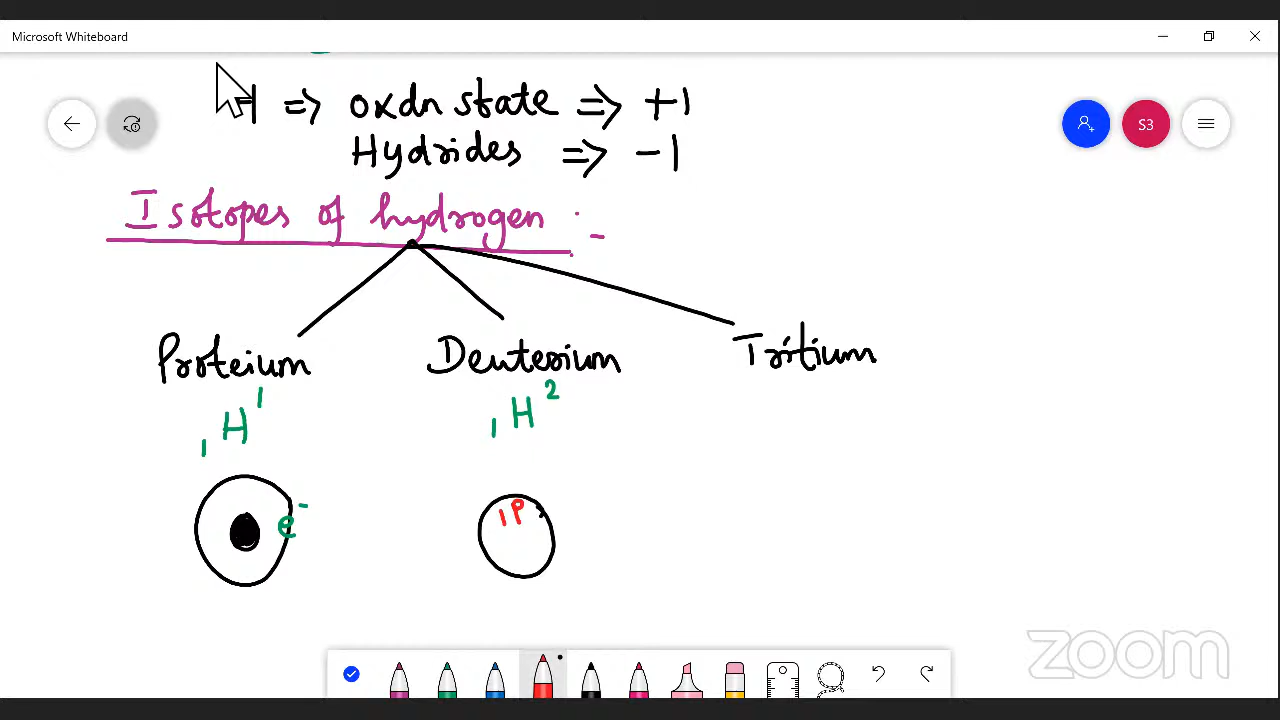 Microsoft Whiteboard
S3
H => oxdn state => +1
Hydrides => -1
Isotopes of hydrogen :-
Proteium Deuterium Tritium
₁H¹ ₁H²
e⁻ 1P
zoom